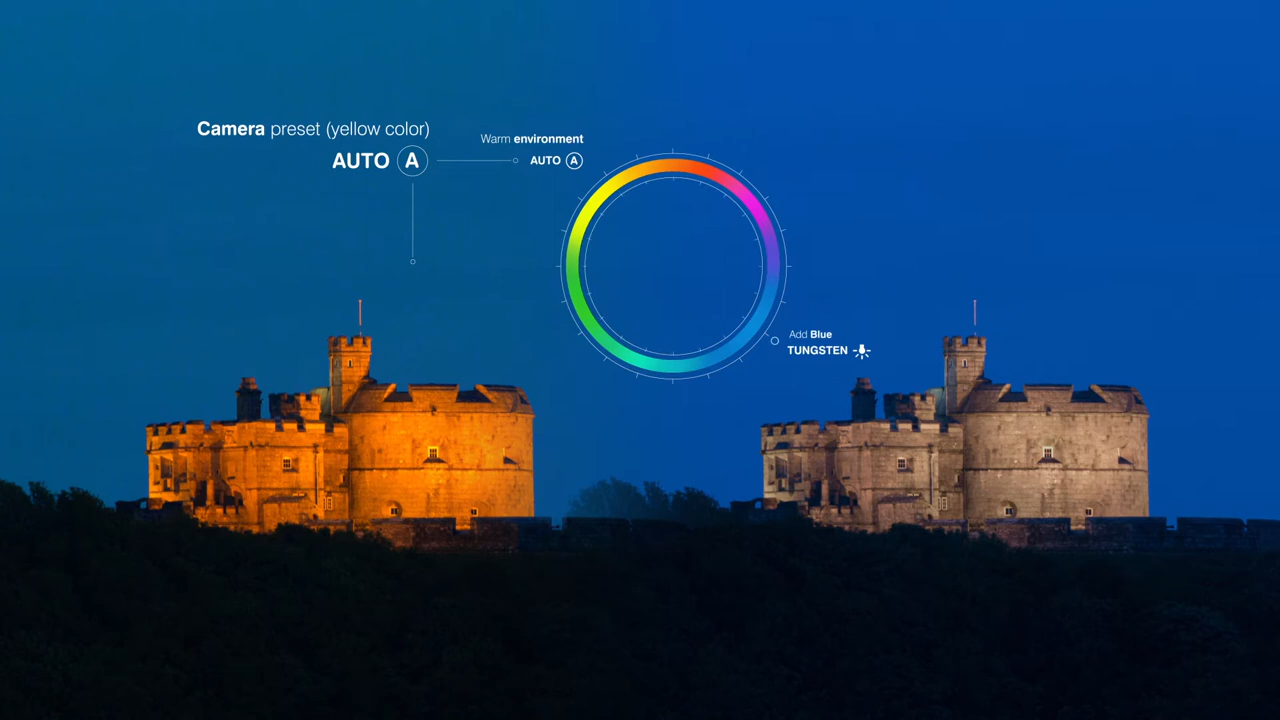 Camera preset (yellow color)
AUTO A
Warm environment
AUTO A
Add Blue
TUNGSTEN